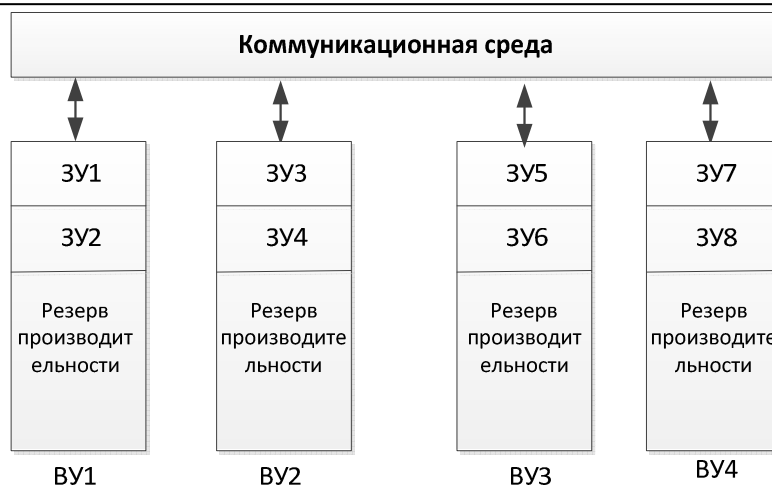 Коммуникационная среда
ЗУ1
ЗУ3
ЗУ5
ЗУ7
ЗУ2
ЗУ4
ЗУ6
ЗУ8
Резерв
производит
ельности
Резерв
производите
льности
Резерв
производит
ельности
Резерв
производите
льности
ВУ1
ВУ2
ВУ3
ВУ4